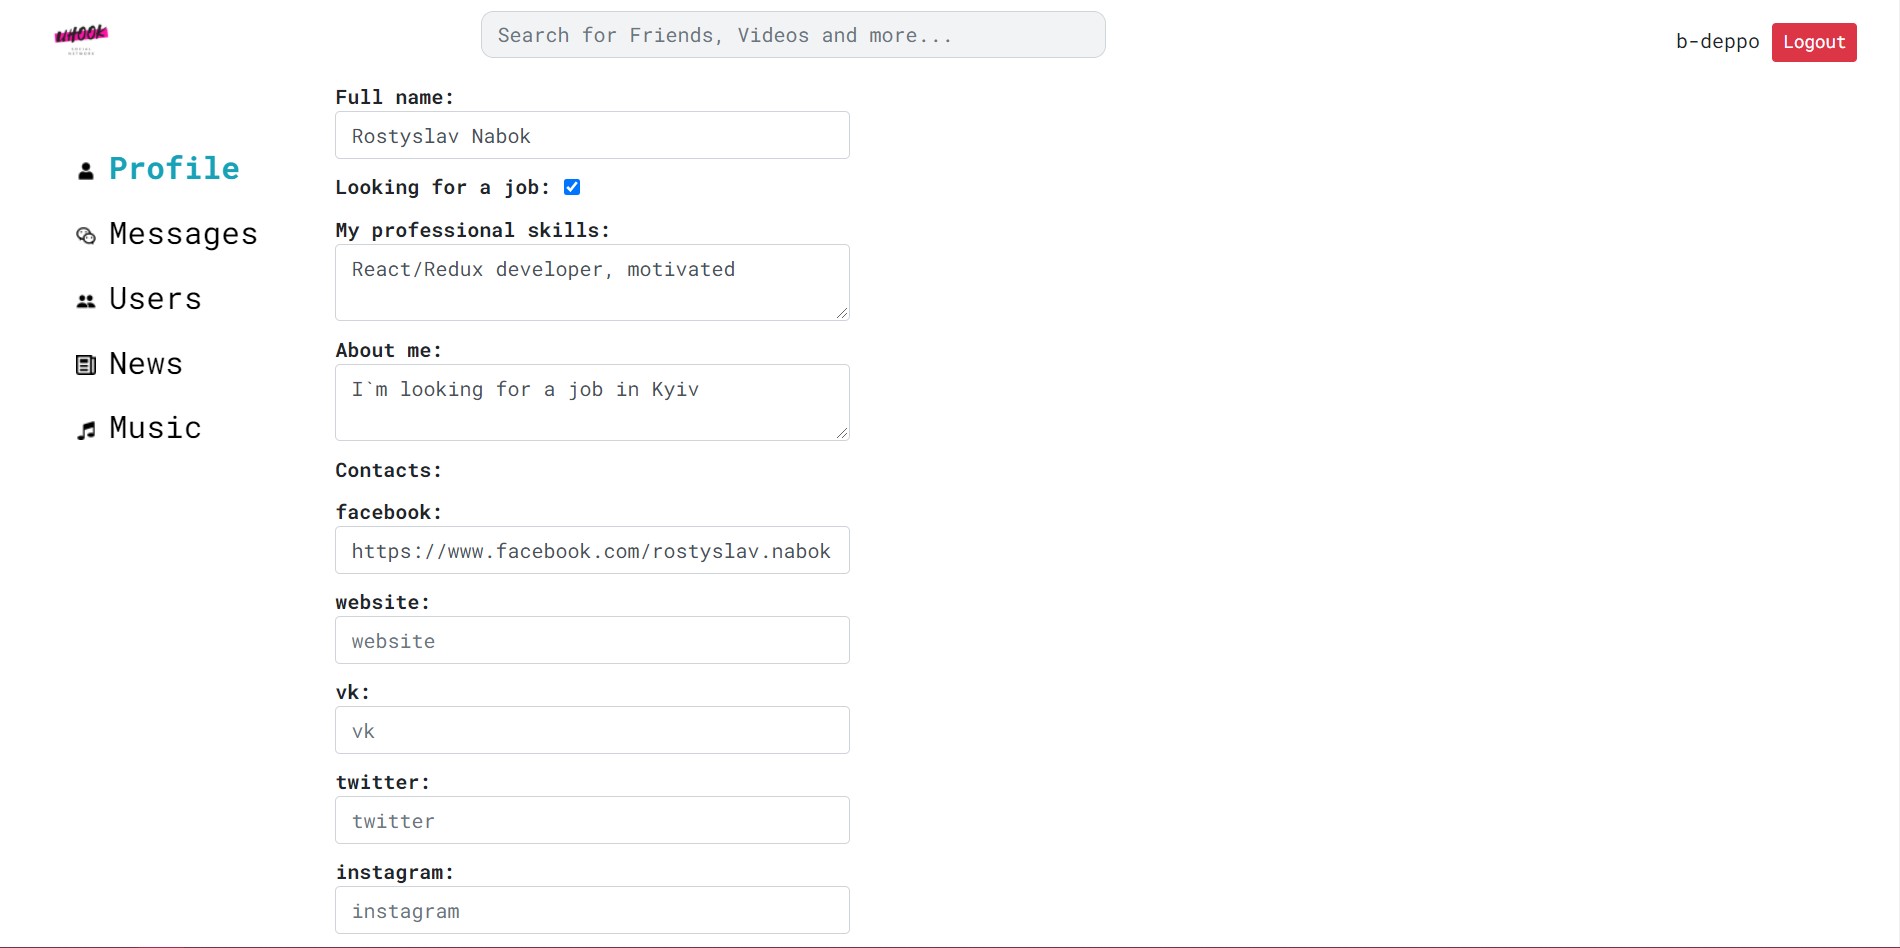 UHOOK
SOCIAL
NETWORK
Search for Friends, Videos and more...
b-deppo
Logout
Profile
Messages
Users
News
Music
Full name:
Rostyslav Nabok
Looking for a job:
My professional skills:
React/Redux developer, motivated
About me:
I`m looking for a job in Kyiv
Contacts:
facebook:
https://www.facebook.com/rostyslav.nabok
website:
website
vk:
vk
twitter:
twitter
instagram:
instagram